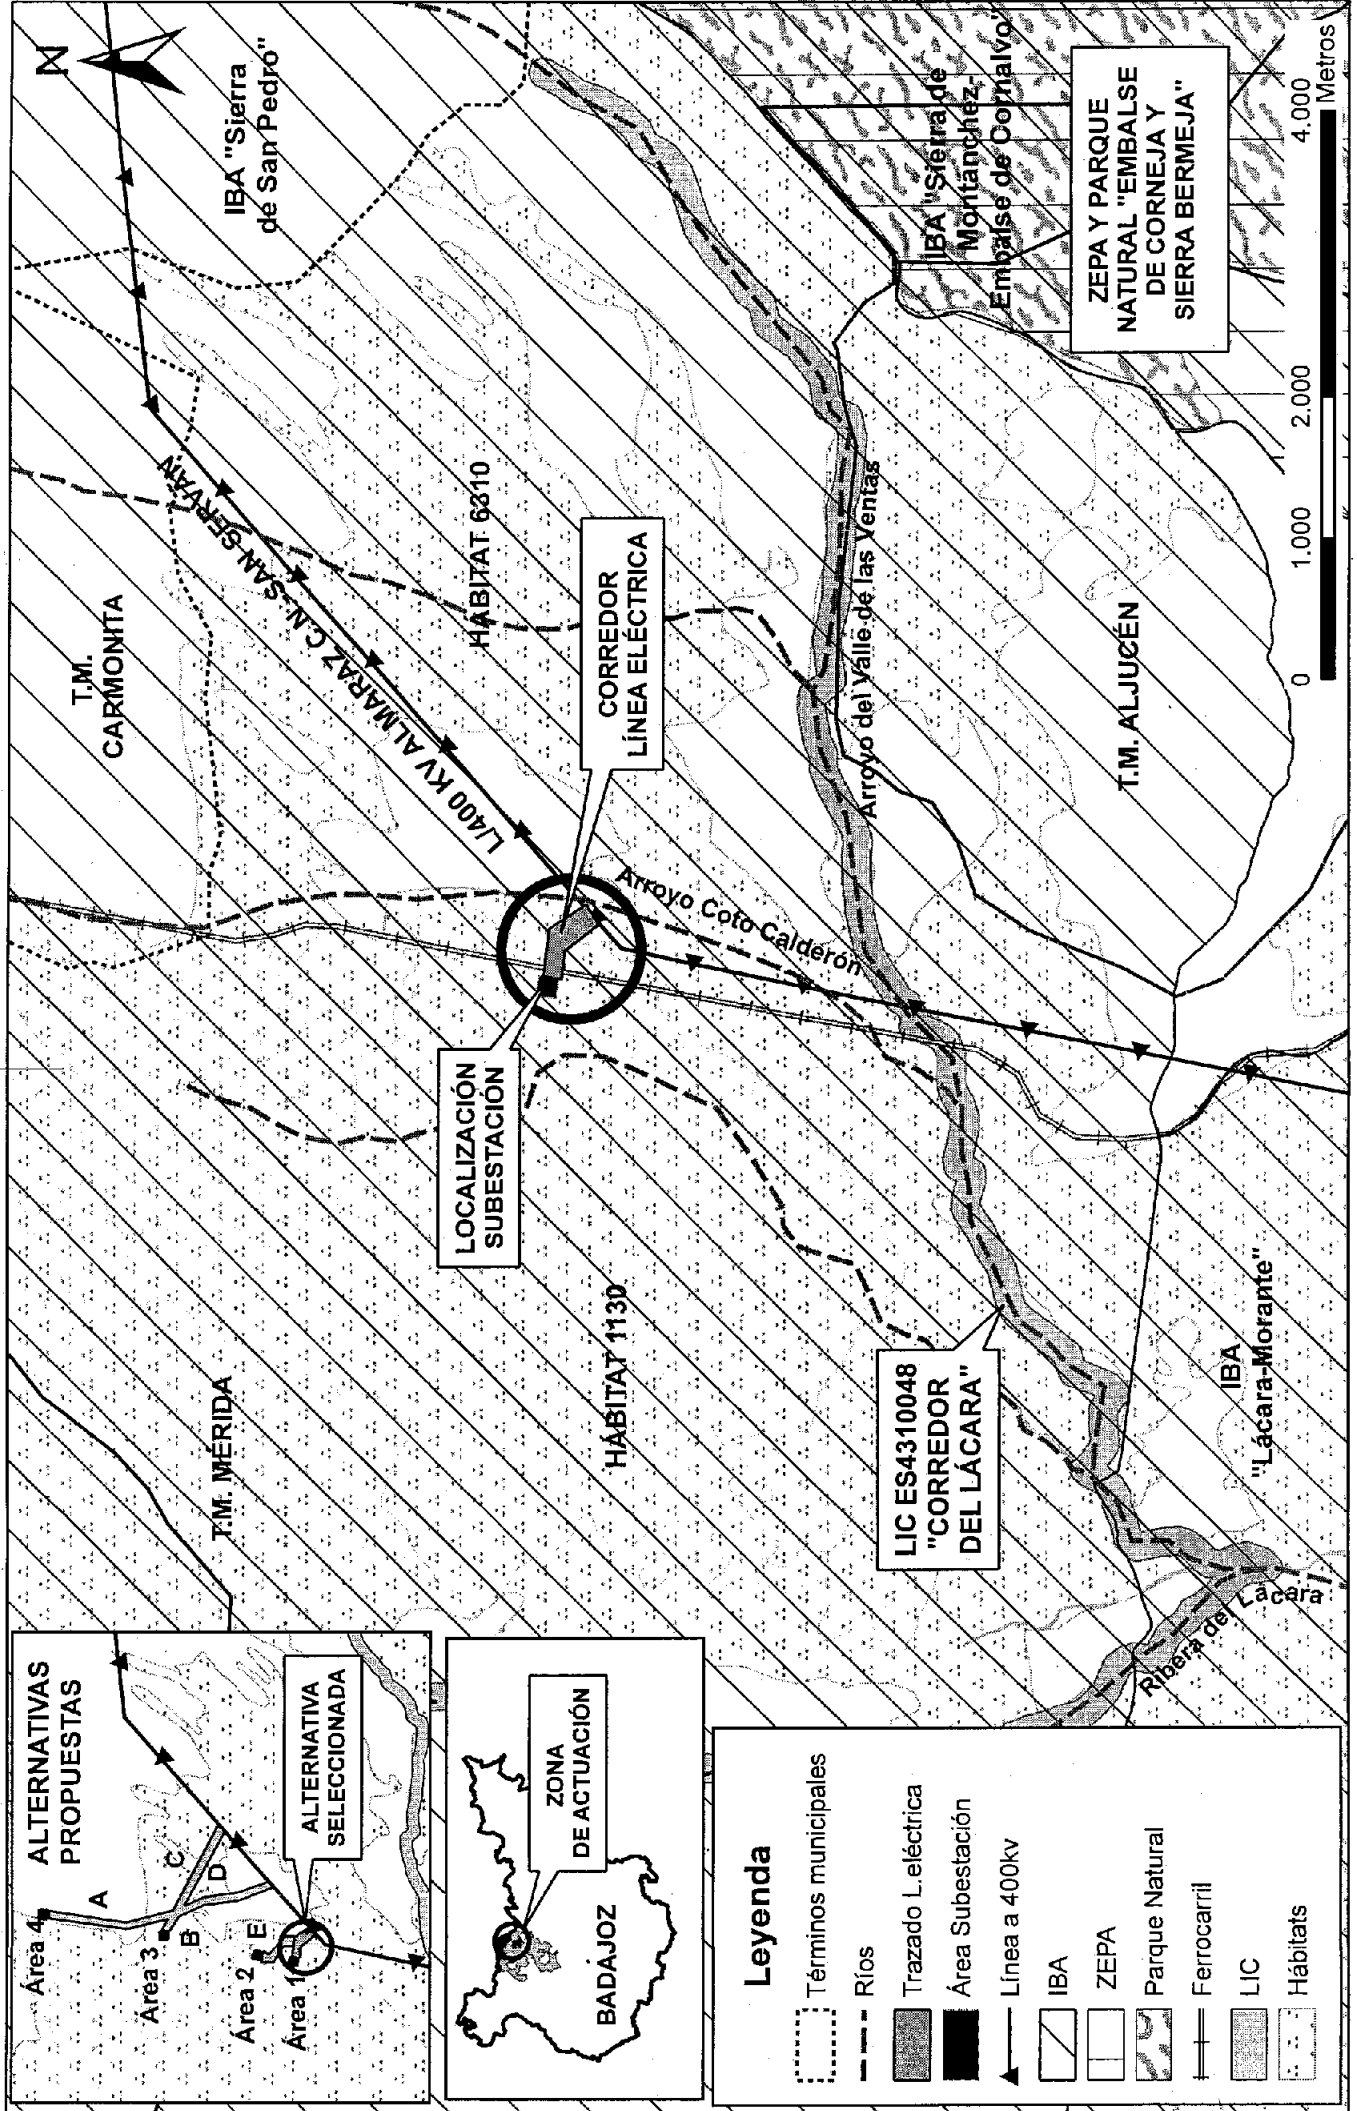 ALTERNATIVAS
PROPUESTAS
Área 4
A
Área 3
B
C
D
Área 2
E
Área 1
ALTERNATIVA
SELECCIONADA
ZONA
DE ACTUACIÓN
BADAJOZ
Leyenda
Términos municipales
Ríos
Trazado L.eléctrica
Área Subestación
Línea a 400kv
IBA
ZEPA
Parque Natural
Ferrocarril
LIC
Hábitats
T.M. MÉRIDA
T.M.
CARMONITA
N
IBA "Sierra
de San Pedro"
L/400 KV ALMARAZ C.N-SAN SERVÁN
HÁBITAT 6310
CORREDOR
LÍNEA ELÉCTRICA
LOCALIZACIÓN
SUBESTACIÓN
HÁBITAT 1130
Arroyo Coto Calderón
Arroyo del Valle de las Ventas
LIC ES4310048
"CORREDOR
DEL LÁCARA"
IBA "Sierra de
Montánchez-
Embalse de Cornalvo"
ZEPA Y PARQUE
NATURAL "EMBALSE
DE CORNEJA Y
SIERRA BERMEJA"
T.M. ALJUCÉN
IBA
"Lácara-Morante"
Ribera del Lácara
0
1.000
2.000
4.000
Metros